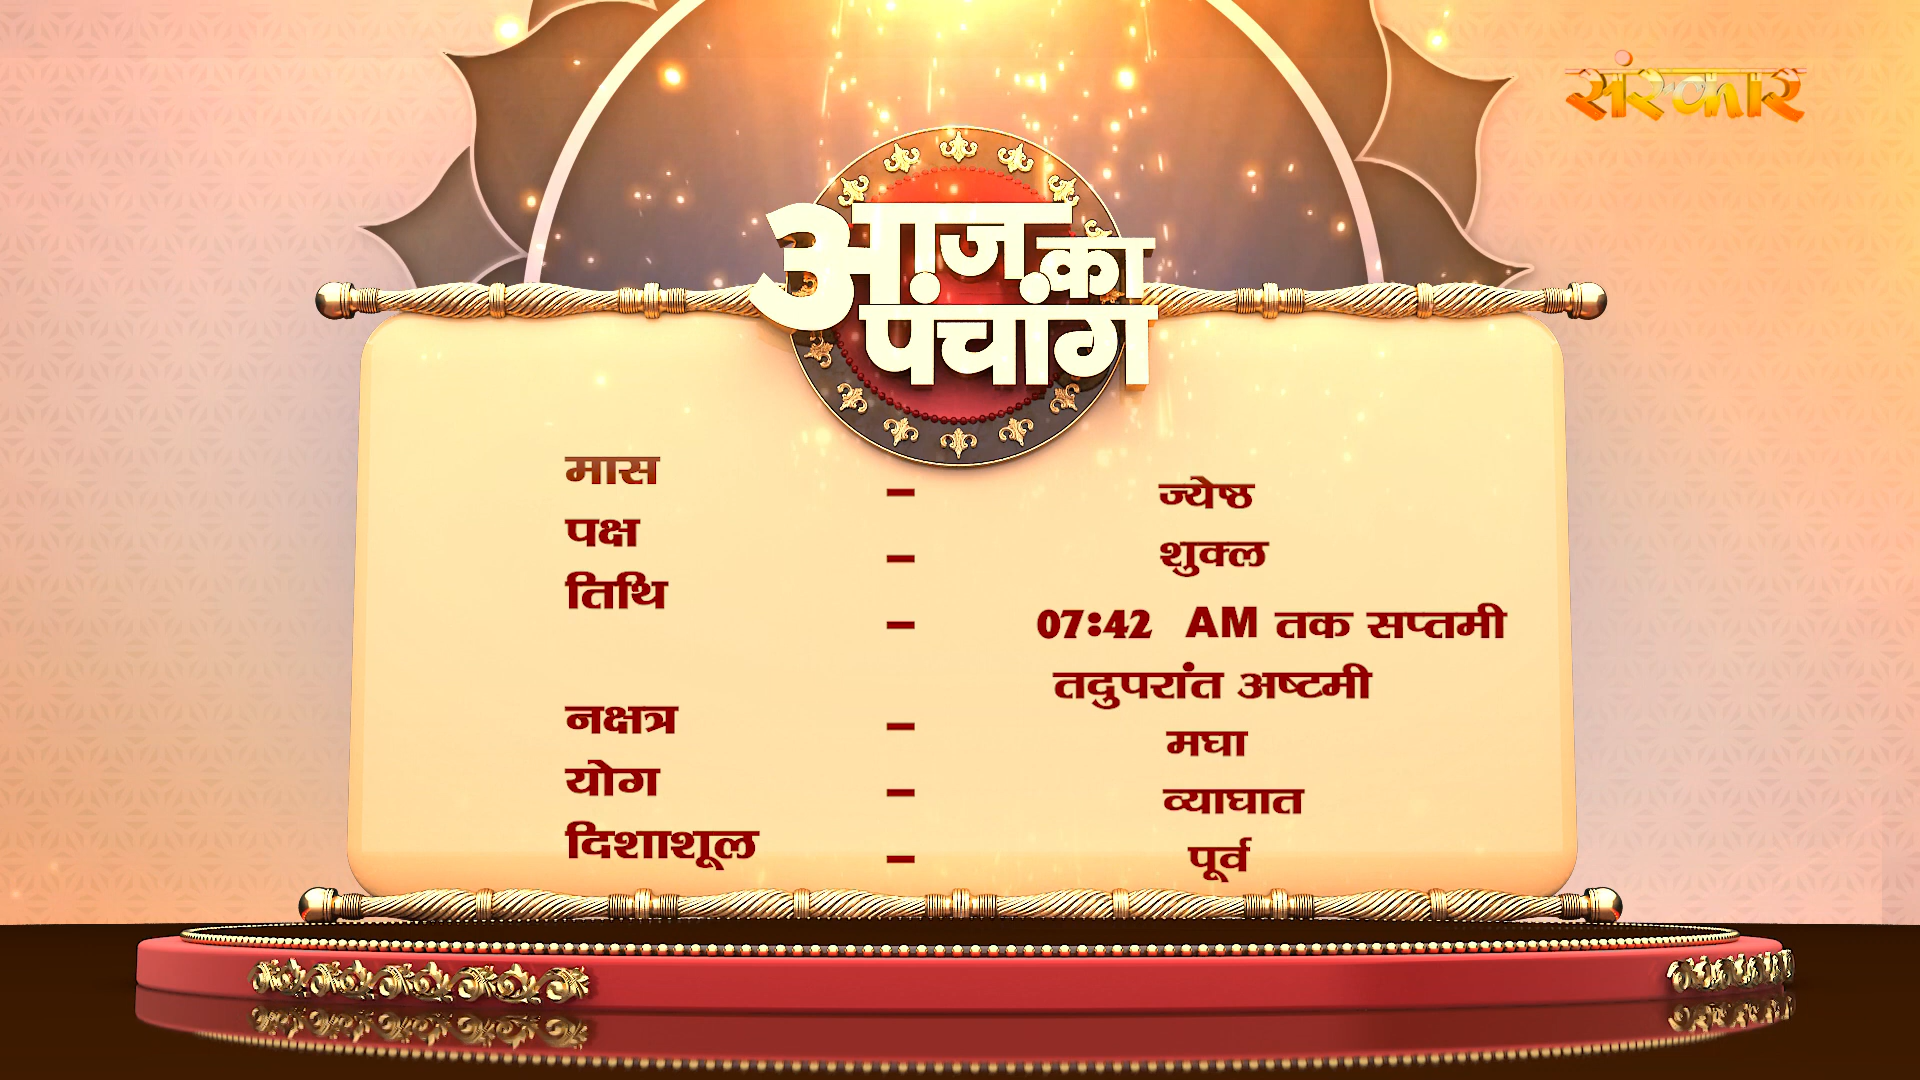 संस्कार
आज का
पंचांग
मास – ज्येष्ठ
पक्ष – शुक्ल
तिथि – 07:42 AM तक सप्तमी
तदुपरांत अष्टमी
नक्षत्र – मघा
योग – व्याघात
दिशाशूल – पूर्व